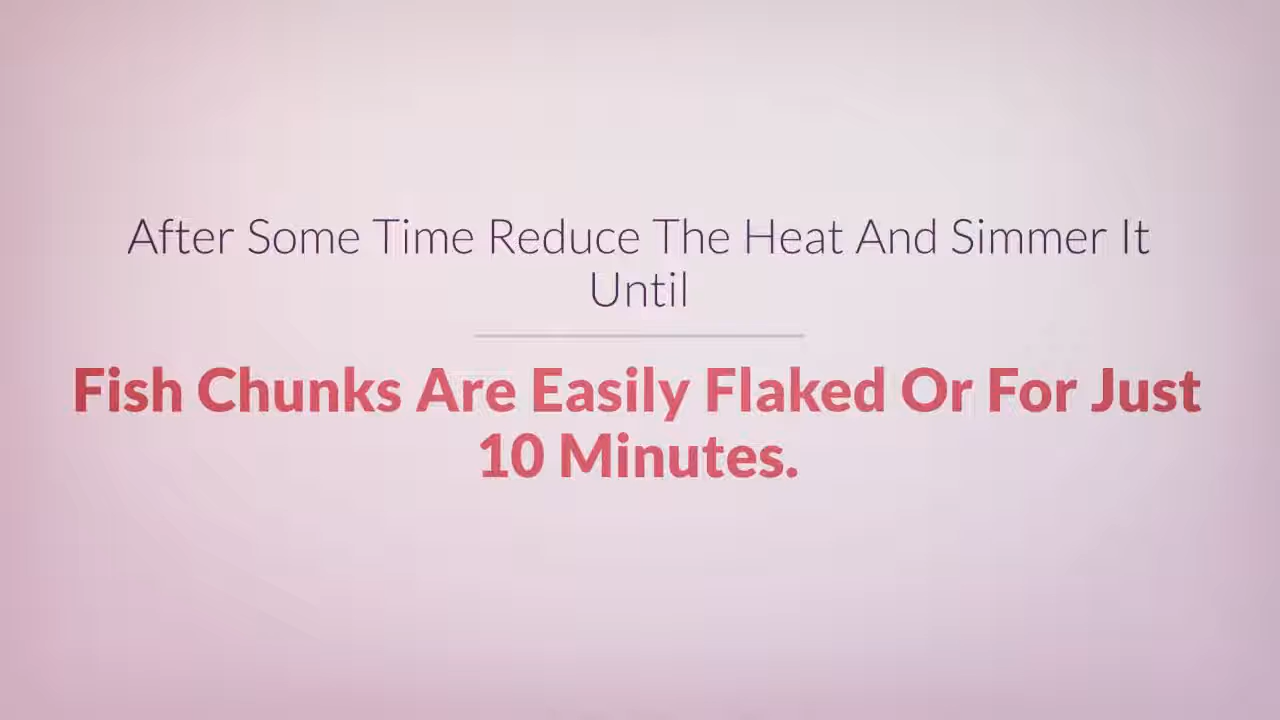 After Some Time Reduce The Heat And Simmer It
Until
Fish Chunks Are Easily Flaked Or For Just
10 Minutes.